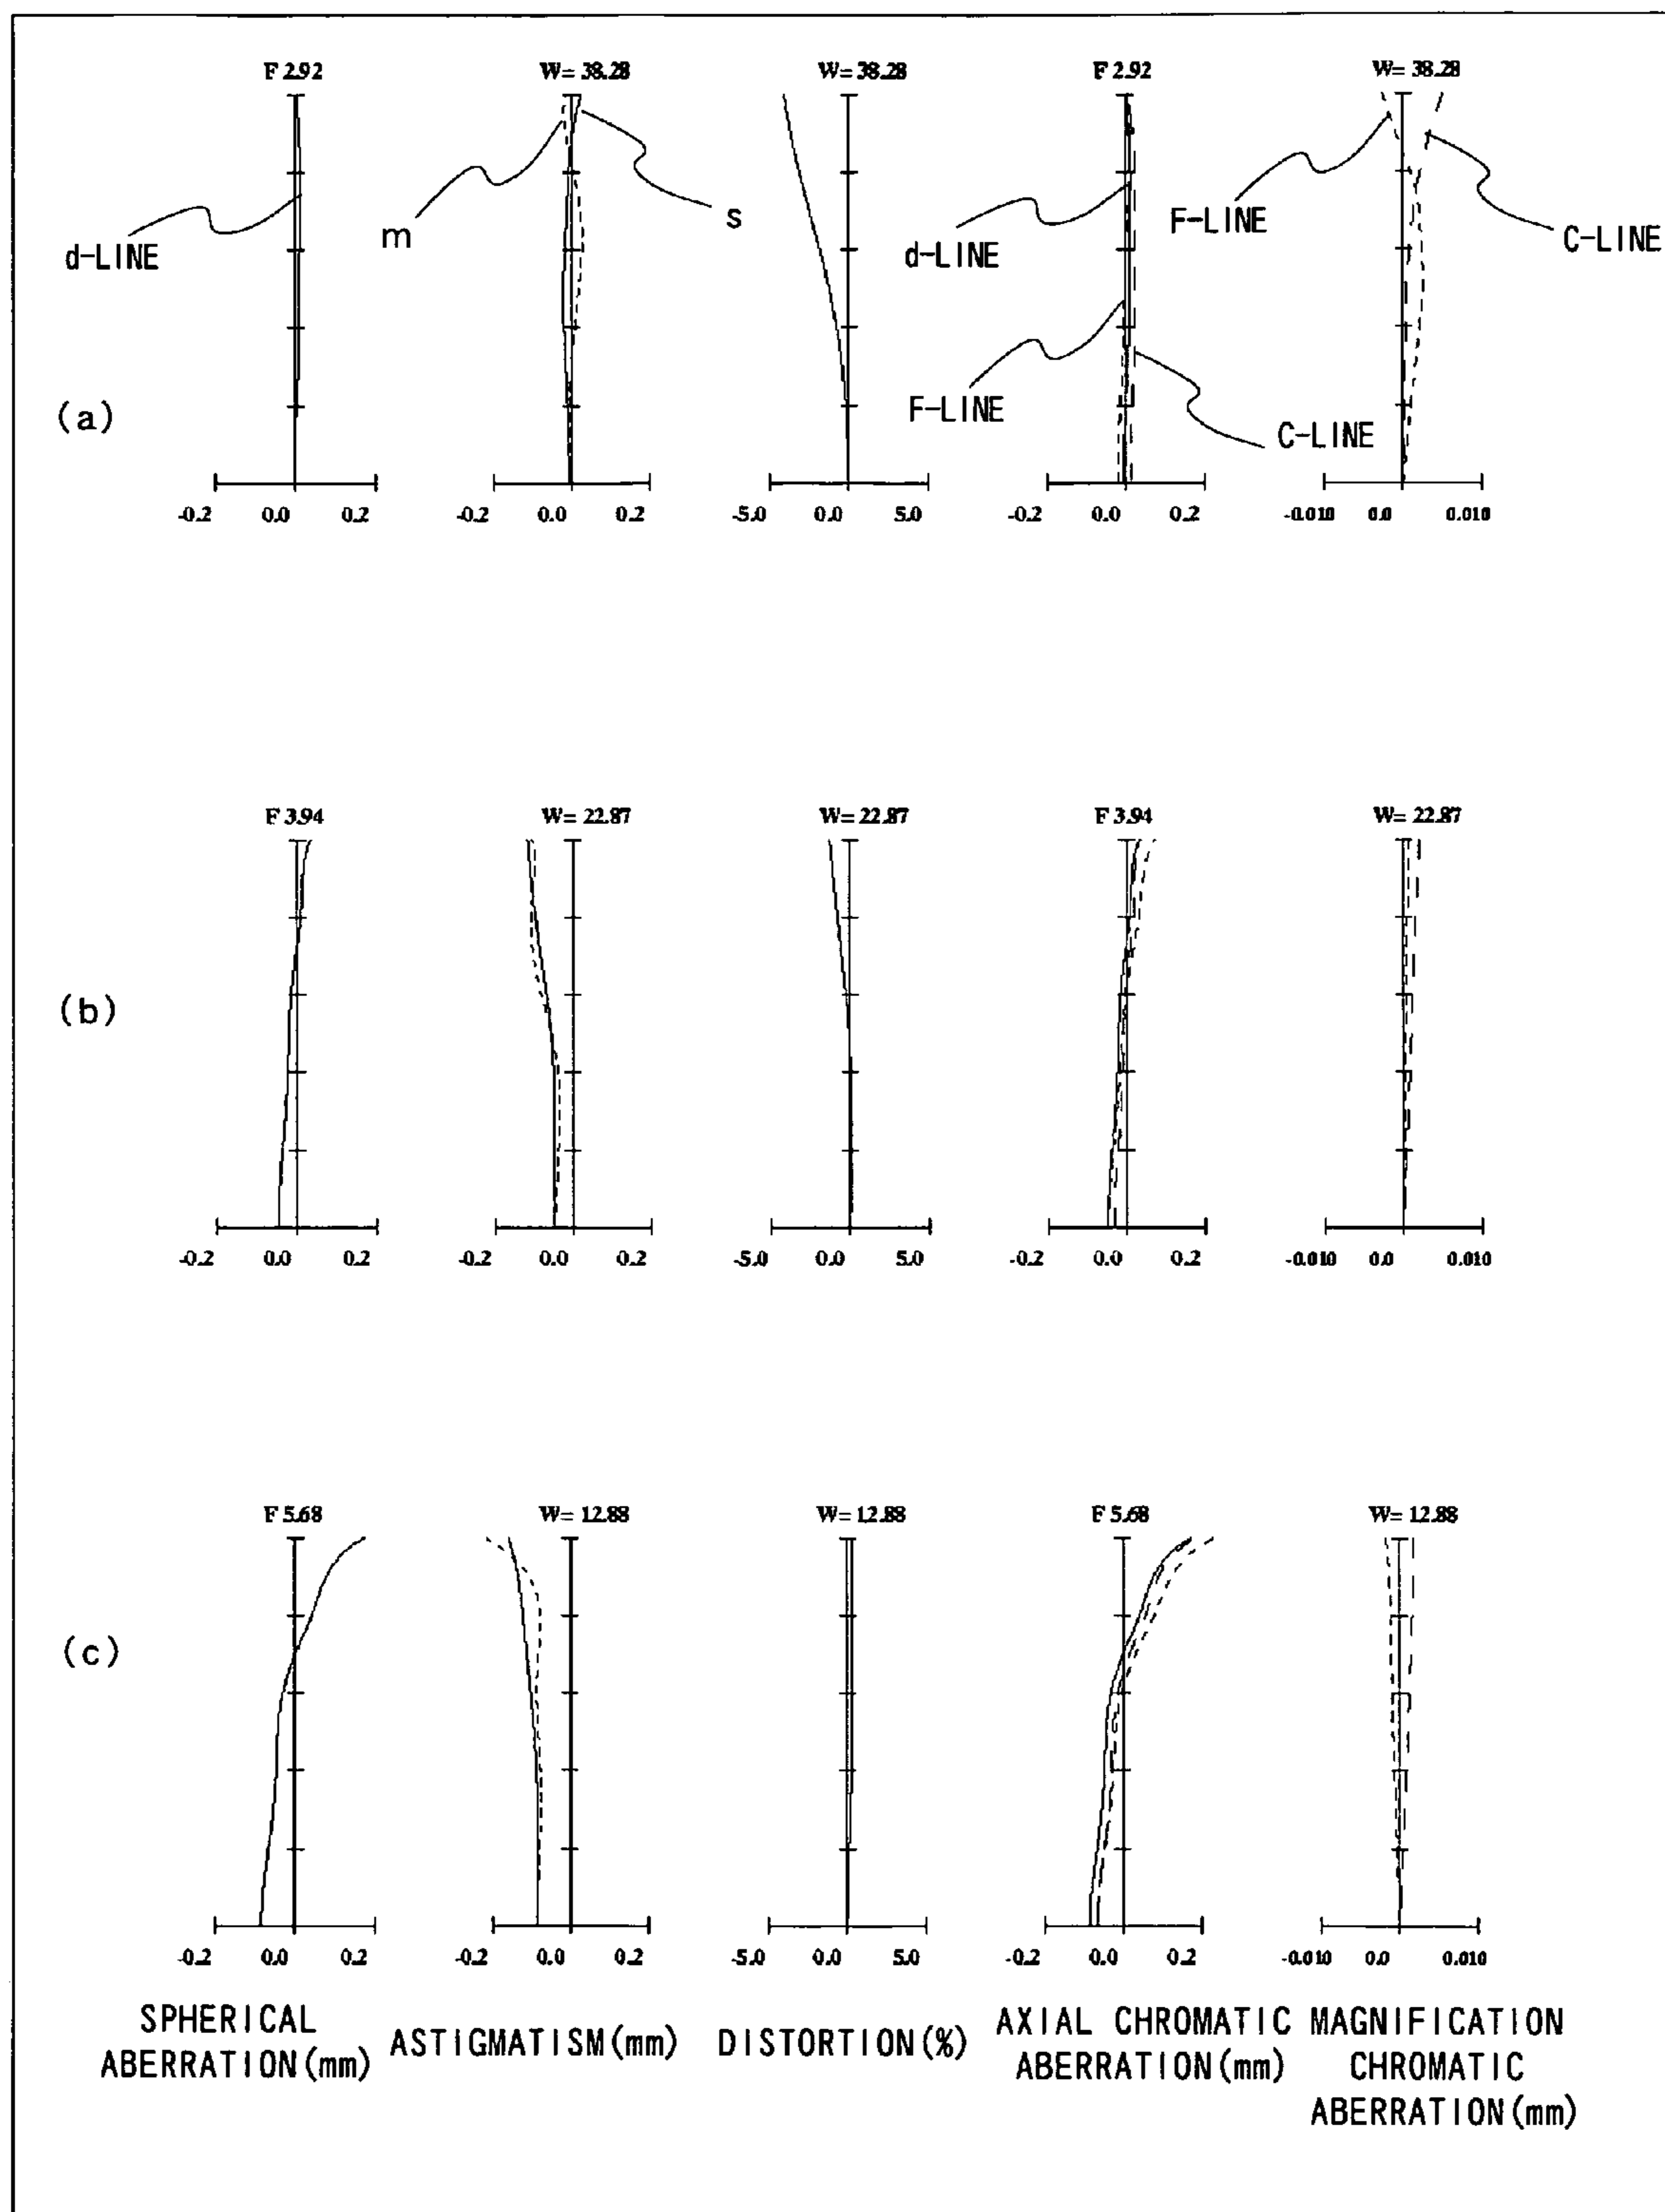 F 2.92 W= 38.28 W= 38.28 F 2.92 W= 38.28
d-LINE m s d-LINE F-LINE C-LINE
F-LINE C-LINE
(a)
-0.2 0.0 0.2 -0.2 0.0 0.2 -5.0 0.0 5.0 -0.2 0.0 0.2 -0.010 0.0 0.010
F 3.94 W= 22.87 W= 22.87 F 3.94 W= 22.87
(b)
-0.2 0.0 0.2 -0.2 0.0 0.2 -5.0 0.0 5.0 -0.2 0.0 0.2 -0.010 0.0 0.010
F 5.68 W= 12.88 W= 12.88 F 5.68 W= 12.88
(c)
-0.2 0.0 0.2 -0.2 0.0 0.2 -5.0 0.0 5.0 -0.2 0.0 0.2 -0.010 0.0 0.010
SPHERICAL
ABERRATION(mm)
ASTIGMATISM(mm)
DISTORTION(%)
AXIAL CHROMATIC
ABERRATION(mm)
MAGNIFICATION
CHROMATIC
ABERRATION(mm)